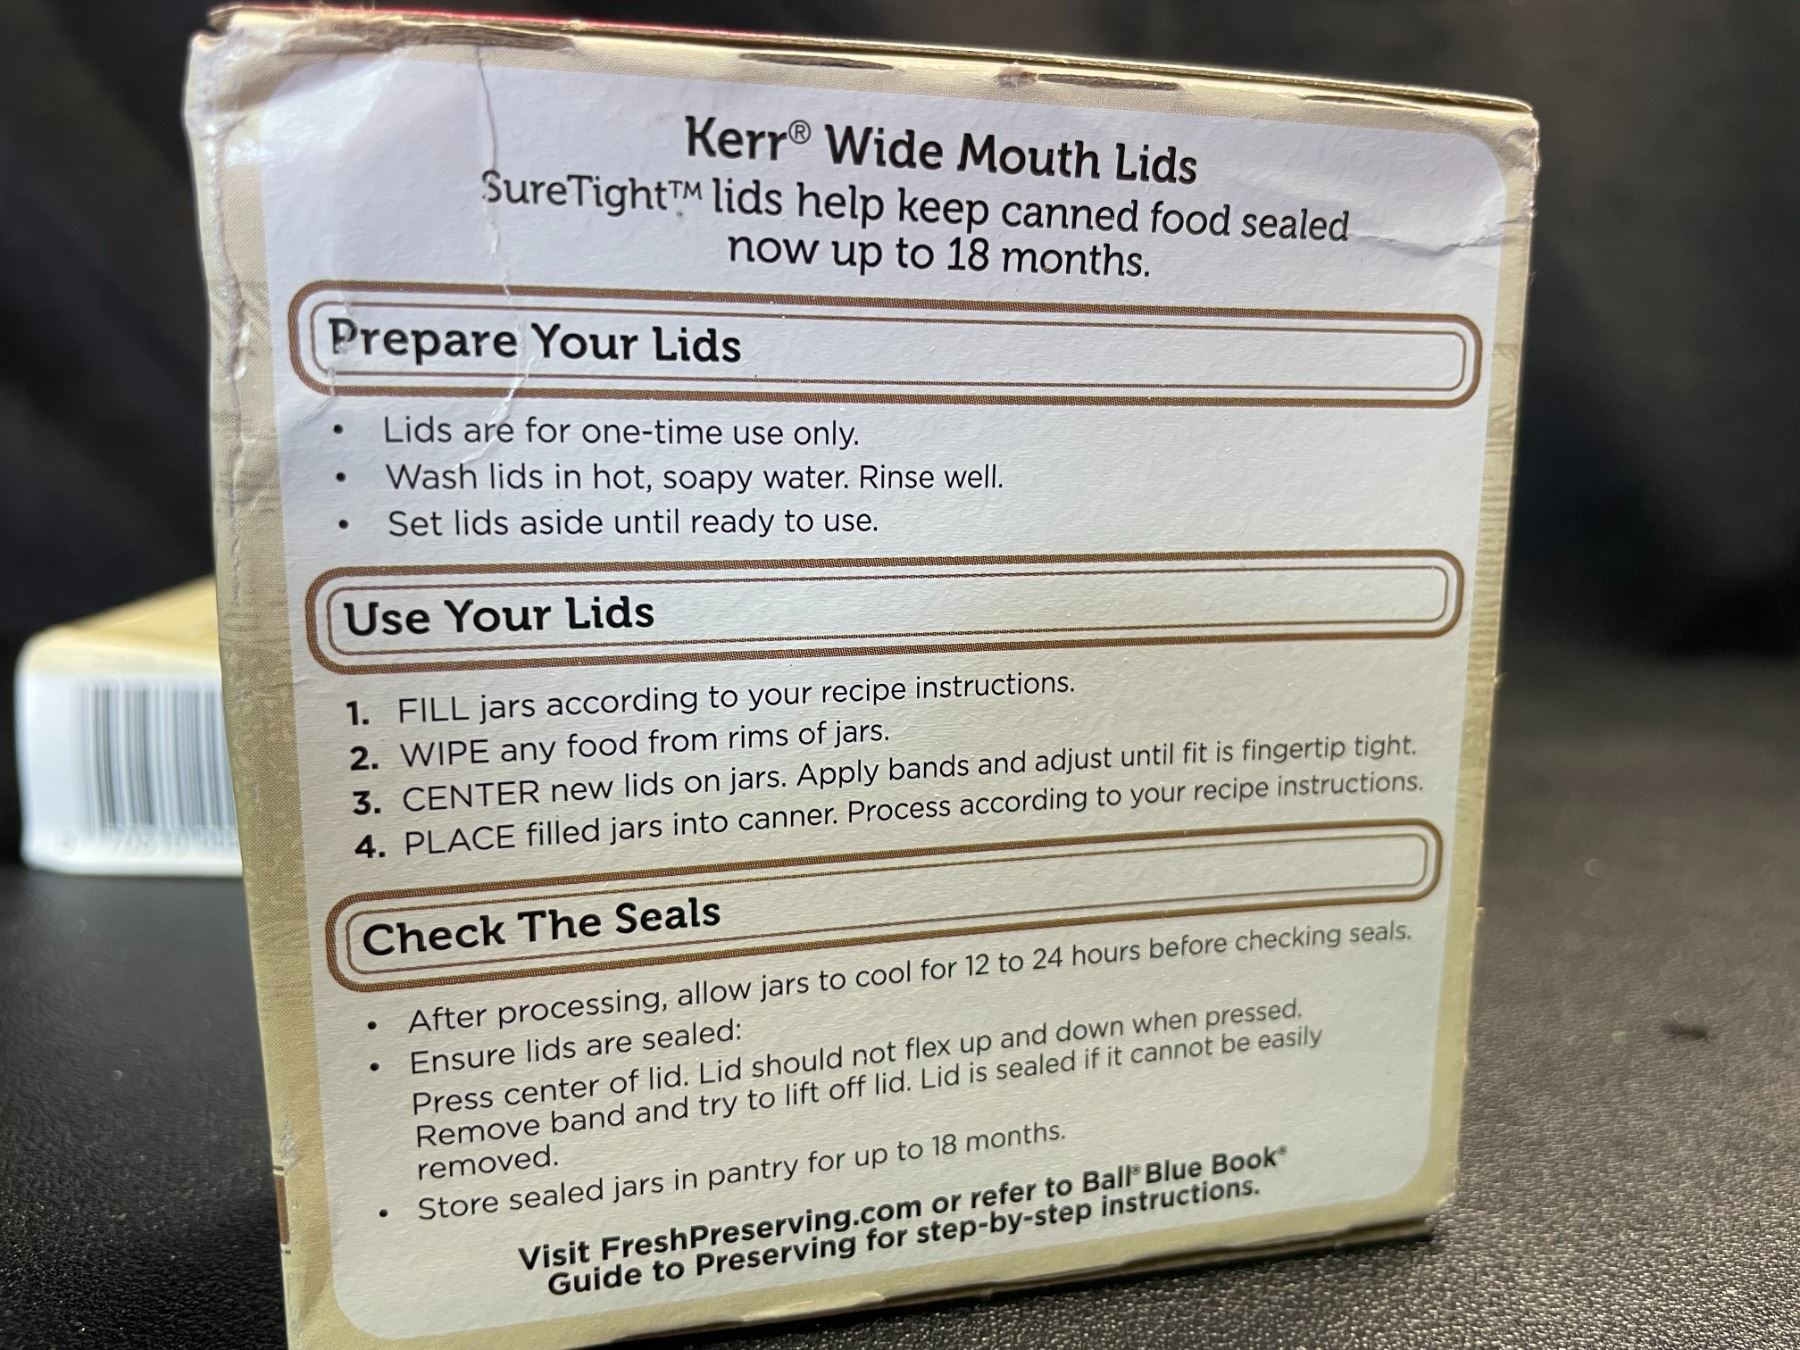 Kerr® Wide Mouth Lids
SureTight™ lids help keep canned food sealed
now up to 18 months.
Prepare Your Lids
• Lids are for one-time use only.
• Wash lids in hot, soapy water. Rinse well.
• Set lids aside until ready to use.
Use Your Lids
1. FILL jars according to your recipe instructions.
2. WIPE any food from rims of jars.
3. CENTER new lids on jars. Apply bands and adjust until fit is fingertip tight.
4. PLACE filled jars into canner. Process according to your recipe instructions.
Check The Seals
• After processing, allow jars to cool for 12 to 24 hours before checking seals.
• Ensure lids are sealed:
Press center of lid. Lid should not flex up and down when pressed.
Remove band and try to lift off lid. Lid is sealed if it cannot be easily
removed.
• Store sealed jars in pantry for up to 18 months.
Visit FreshPreserving.com or refer to Ball® Blue Book®
Guide to Preserving for step-by-step instructions.